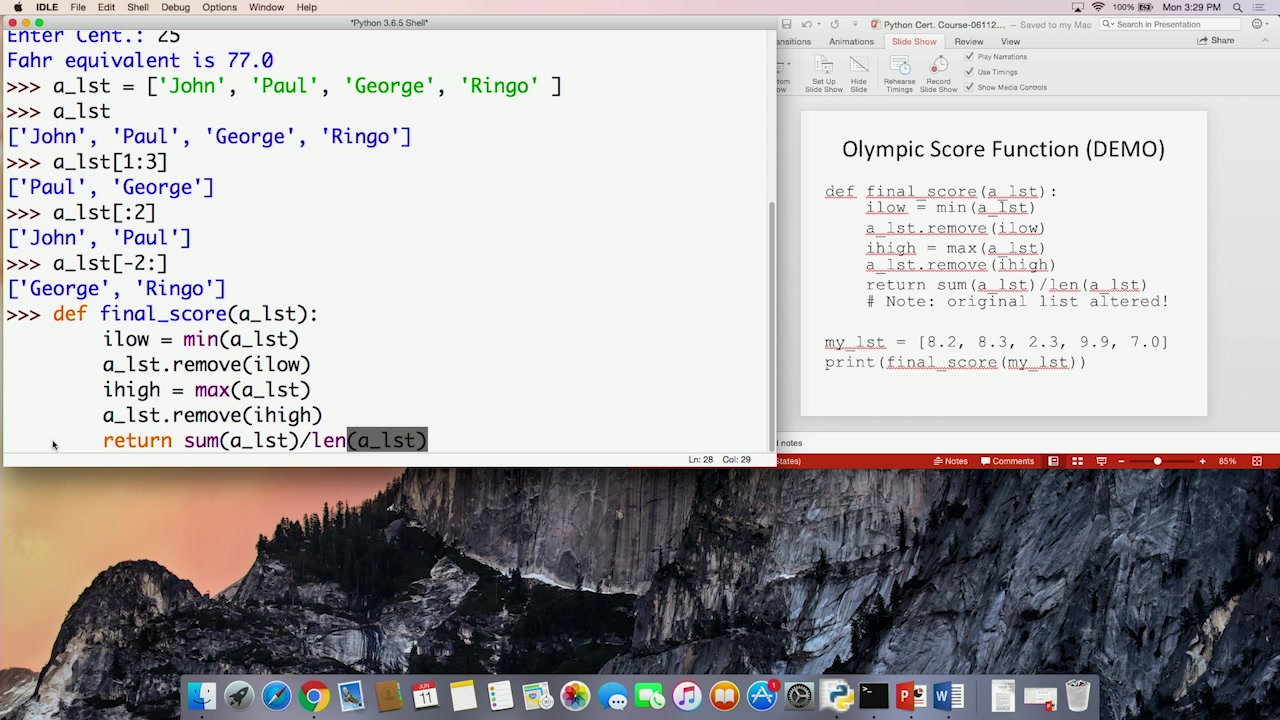 IDLE File Edit Shell Debug Options Window Help
100% Mon 3:29 PM
*Python 3.6.5 Shell*
Enter Cent.: 25
Fahr equivalent is 77.0
>>> a_lst = ['John', 'Paul', 'George', 'Ringo' ]
>>> a_lst
['John', 'Paul', 'George', 'Ringo']
>>> a_lst[1:3]
['Paul', 'George']
>>> a_lst[:2]
['John', 'Paul']
>>> a_lst[-2:]
['George', 'Ringo']
>>> def final_score(a_lst):
ilow = min(a_lst)
a_lst.remove(ilow)
ihigh = max(a_lst)
a_lst.remove(ihigh)
return sum(a_lst)/len(a_lst)
Ln: 28 Col: 29
Python Cert. Course-06112... — Saved to my Mac
Search in Presentation
Animations Slide Show Review View
Share
Set Up
Slide Show
Hide
Slide
Rehearse
Timings
Record
Slide Show
Play Narrations
Use Timings
Show Media Controls
Olympic Score Function (DEMO)
def final_score(a_lst):
ilow = min(a_lst)
a_lst.remove(ilow)
ihigh = max(a_lst)
a_lst.remove(ihigh)
return sum(a_lst)/len(a_lst)
# Note: original list altered!
my_lst = [8.2, 8.3, 2.3, 9.9, 7.0]
print(final_score(my_lst))
notes
States)
Notes Comments 85%
JUN
11
1